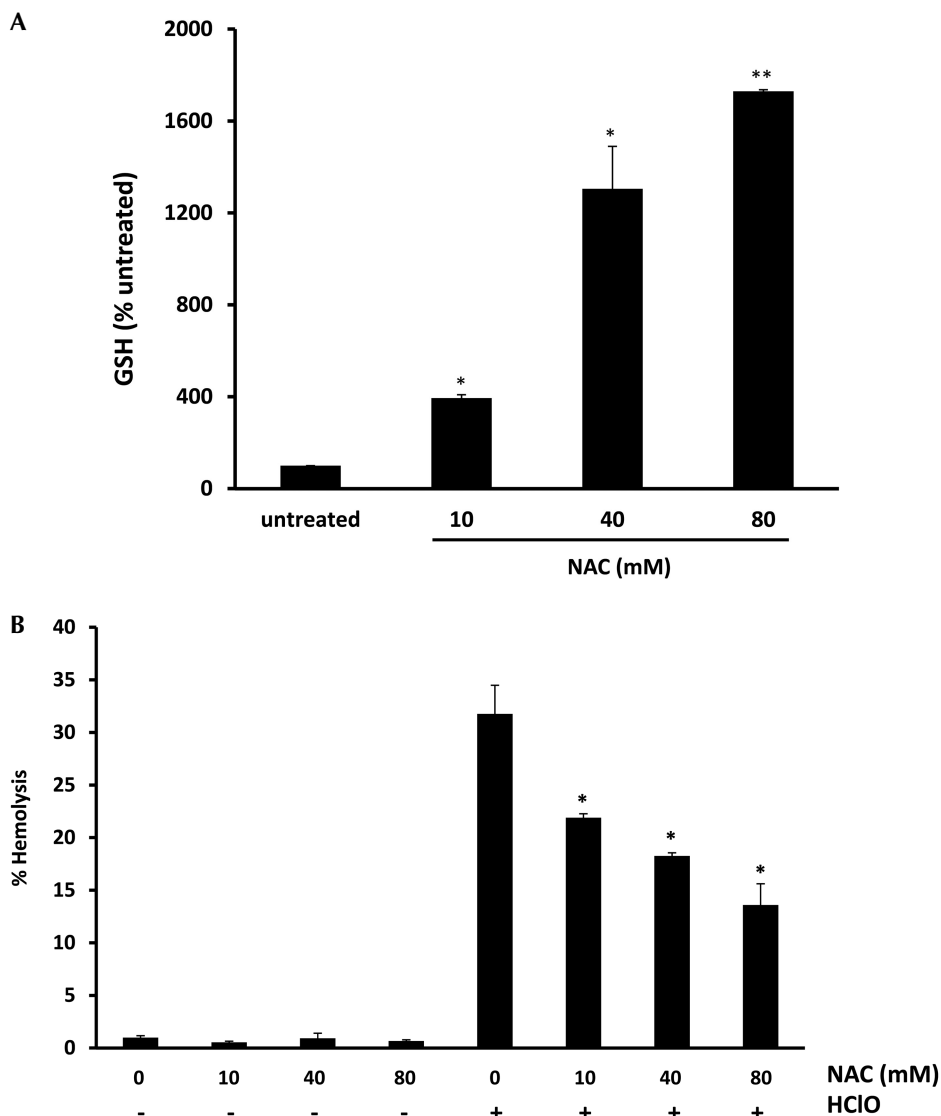 A
2000
**
1600
*
1200
GSH (% untreated)
800
*
400
0
untreated 10 40 80
NAC (mM)
B
40
35
30
25
*
20
*
% Hemolysis
15
*
10
5
0
0 10 40 80 0 10 40 80 NAC (mM)
- - - - + + + + HClO